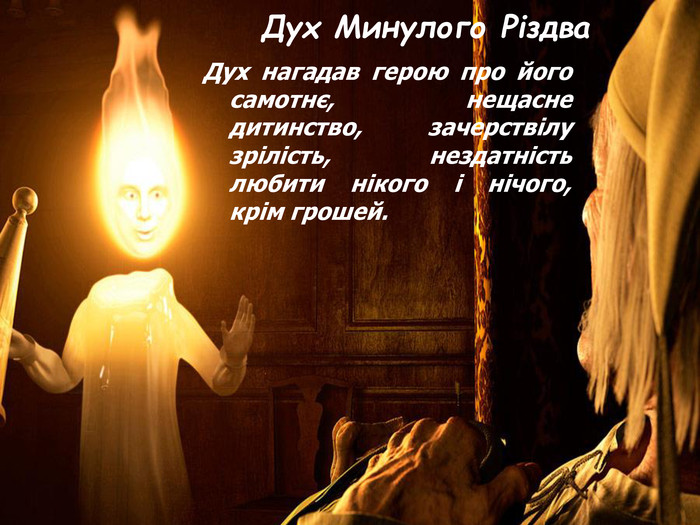 Дух Минулого Різдва
Дух нагадав герою про його
самотнє, нещасне
дитинство, зачерствілу
зрілість, нездатність
любити нікого і нічого,
крім грошей.